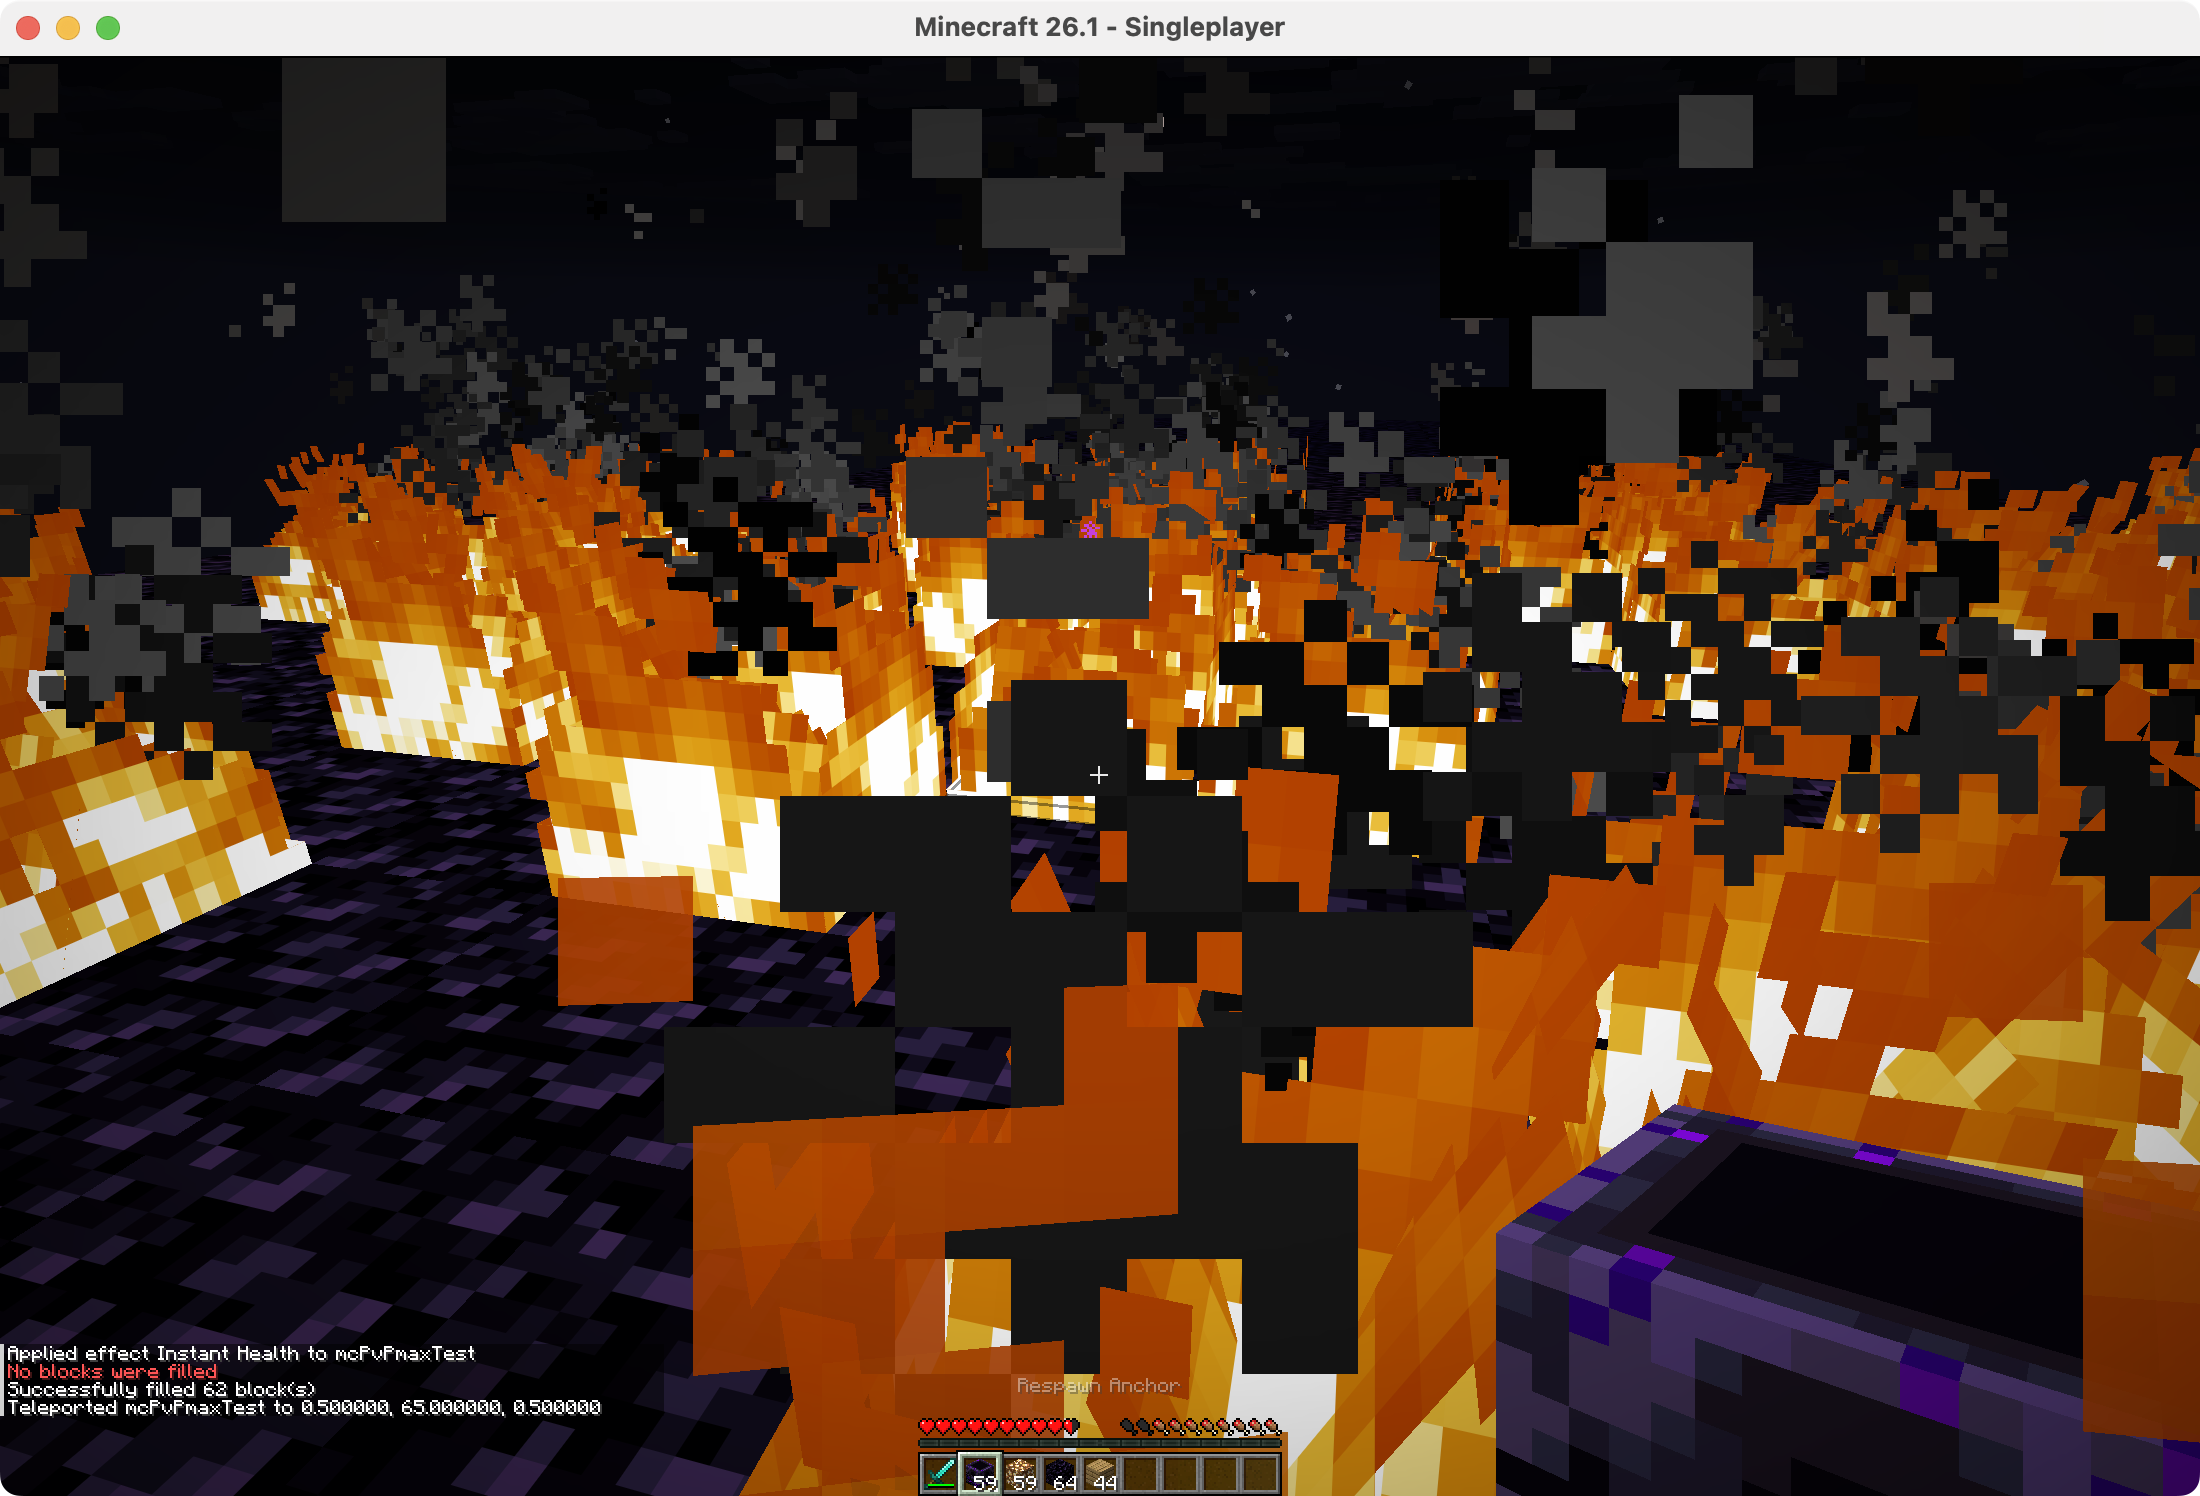 Minecraft 26.1 - Singleplayer
Applied effect Instant Health to mcPvPmaxTest
No blocks were filled
Successfully filled 62 block(s)
Teleported mcPvPmaxTest to 0.500000, 65.000000, 0.500000
Respawn Anchor
59 59 64 44